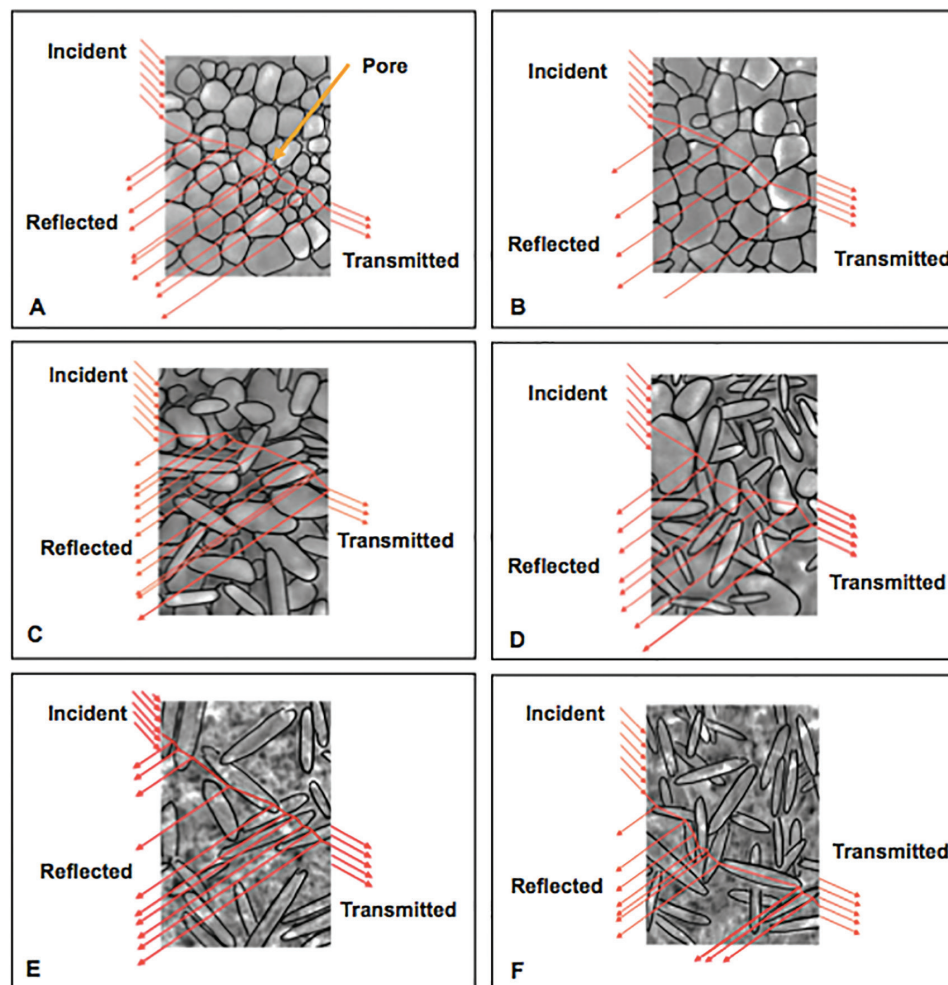 Incident
Pore
Reflected
Transmitted
A
Incident
Reflected
Transmitted
B
Incident
Reflected
Transmitted
C
Incident
Reflected
Transmitted
D
Incident
Reflected
Transmitted
E
Incident
Transmitted
Reflected
F